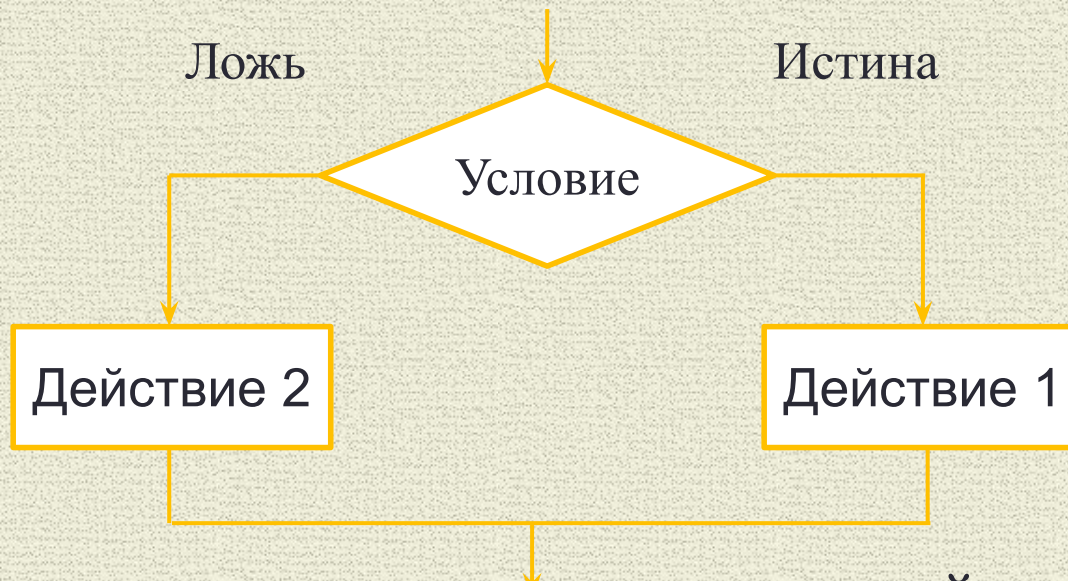 Ложь
Истина
Условие
Действие 2
Действие 1